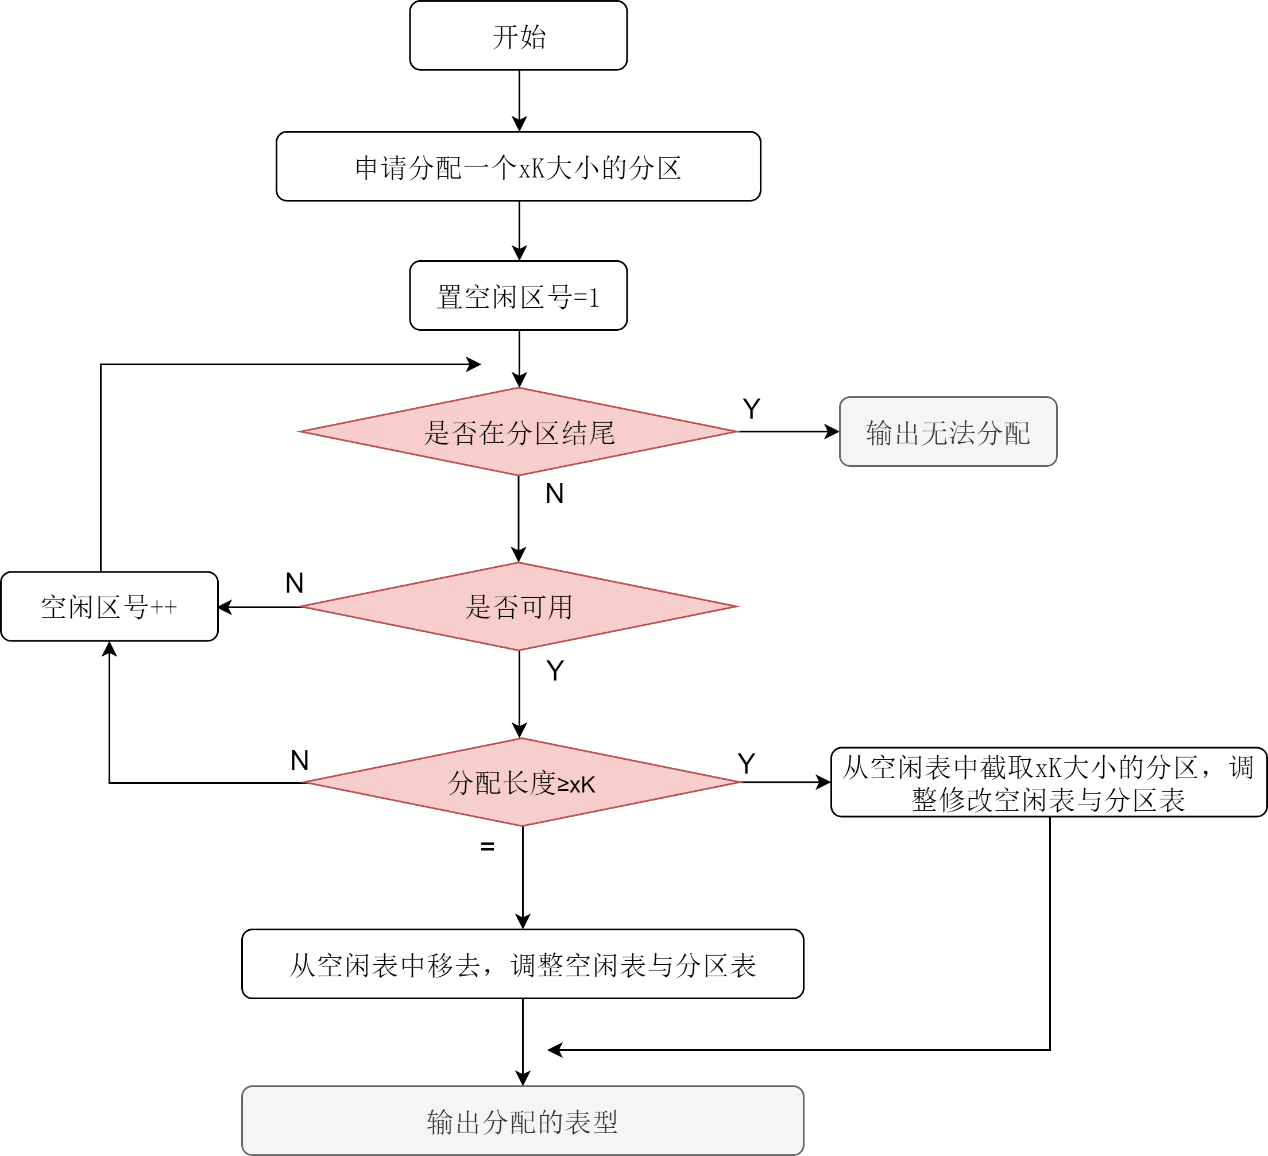 开始
申请分配一个xK大小的分区
置空闲区号=1
是否在分区结尾
Y
输出无法分配
N
空闲区号++
N
是否可用
Y
N
分配长度≥xK
Y
从空闲表中截取xK大小的分区，调
整修改空闲表与分区表
=
从空闲表中移去，调整空闲表与分区表
输出分配的表型